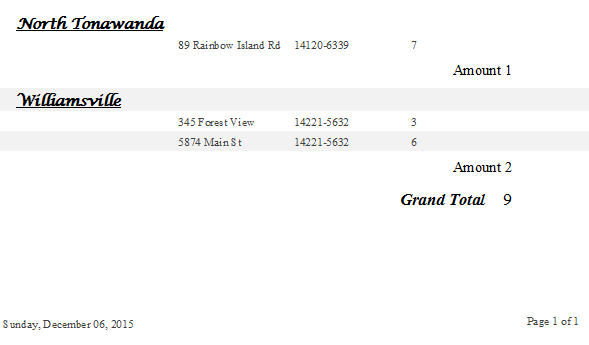 North Tonawanda
89 Rainbow Island Rd 14120-6339 7
Amount 1
Williamsville
345 Forest View 14221-5632 3
5874 Main St 14221-5632 6
Amount 2
Grand Total 9
Sunday, December 06, 2015 Page 1 of 1